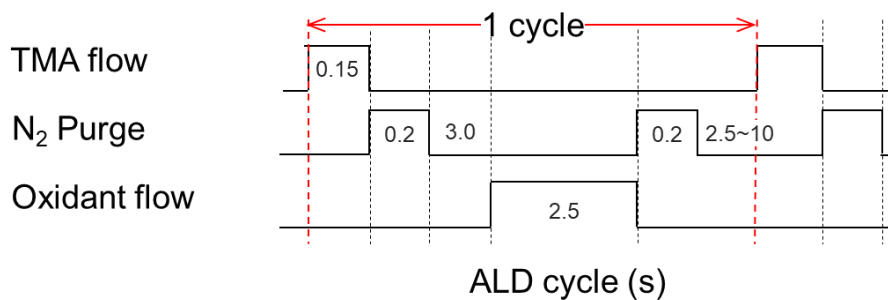 1 cycle
TMA flow
0.15
N₂ Purge
0.2 3.0 0.2 2.5~10
Oxidant flow
2.5
ALD cycle (s)